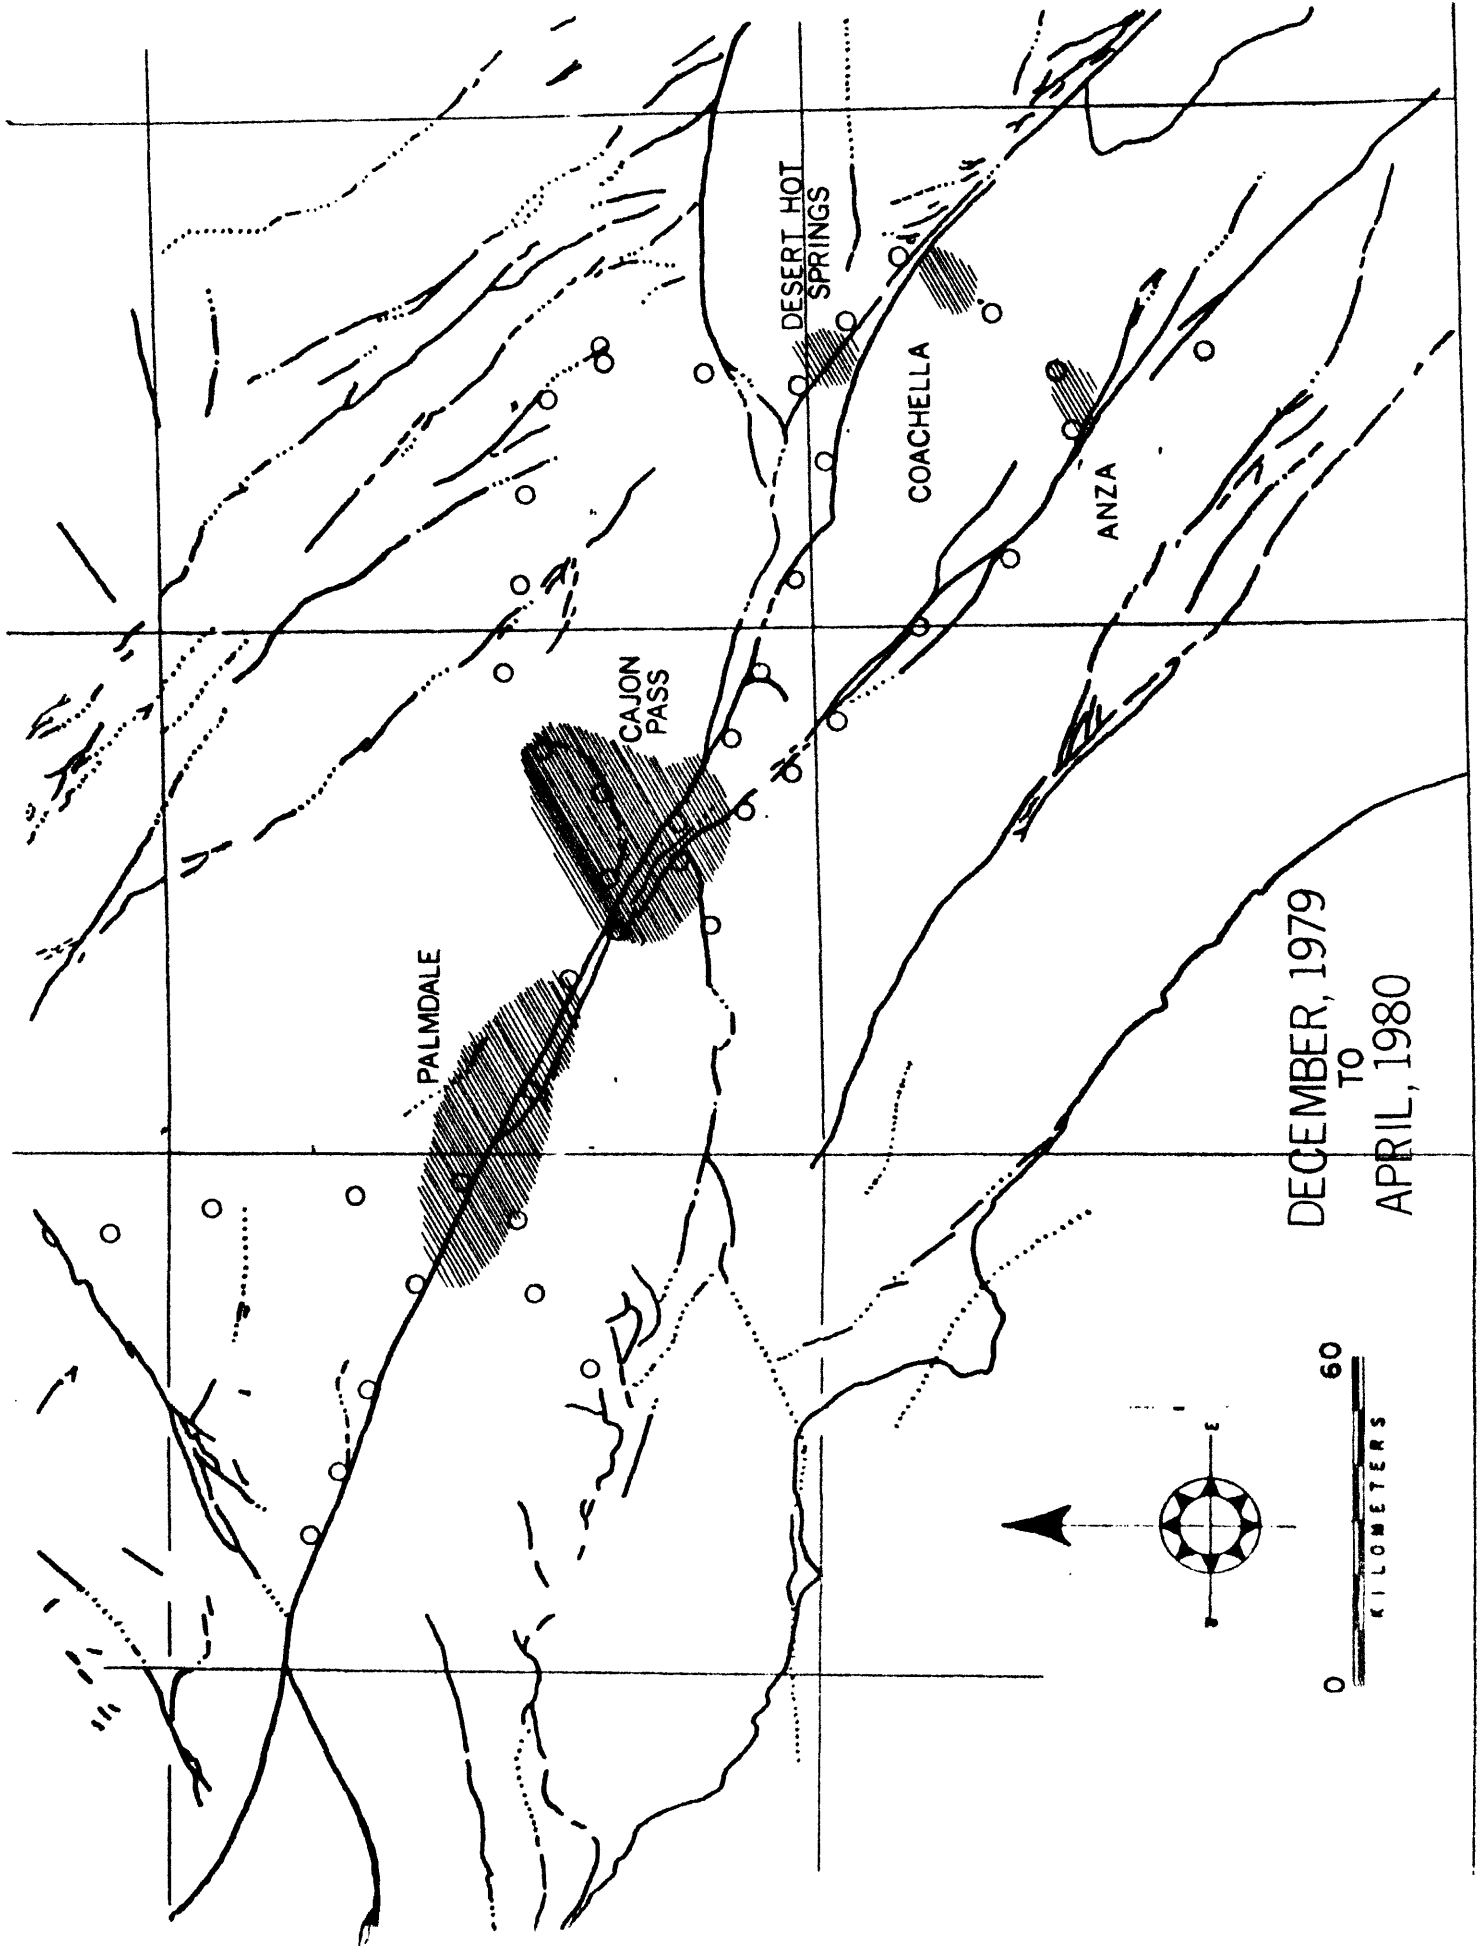 PALMDALE
CAJON
PASS
DESERT HOT
SPRINGS
COACHELLA
ANZA
DECEMBER, 1979
TO
APRIL, 1980
E
0 60
KILOMETERS